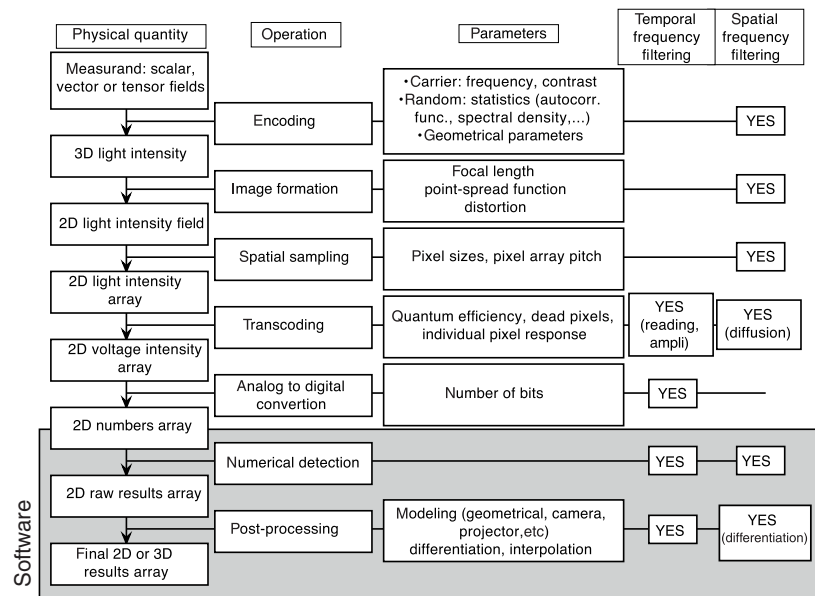 Physical quantity
Operation
Parameters
Temporal
frequency
filtering
Spatial
frequency
filtering
Measurand: scalar,
vector or tensor fields
Encoding
•Carrier: frequency, contrast
•Random: statistics (autocorr.
func., spectral density,...)
•Geometrical parameters
YES
3D light intensity
Image formation
Focal length
point-spread function
distortion
YES
2D light intensity field
Spatial sampling
Pixel sizes, pixel array pitch
YES
2D light intensity
array
Transcoding
Quantum efficiency, dead pixels,
individual pixel response
YES
(reading,
ampli)
YES
(diffusion)
2D voltage intensity
array
Analog to digital
convertion
Number of bits
YES
2D numbers array
Numerical detection
YES
YES
2D raw results array
Post-processing
Modeling (geometrical, camera,
projector,etc)
differentiation, interpolation
YES
YES
(differentiation)
Final 2D or 3D
results array
Software